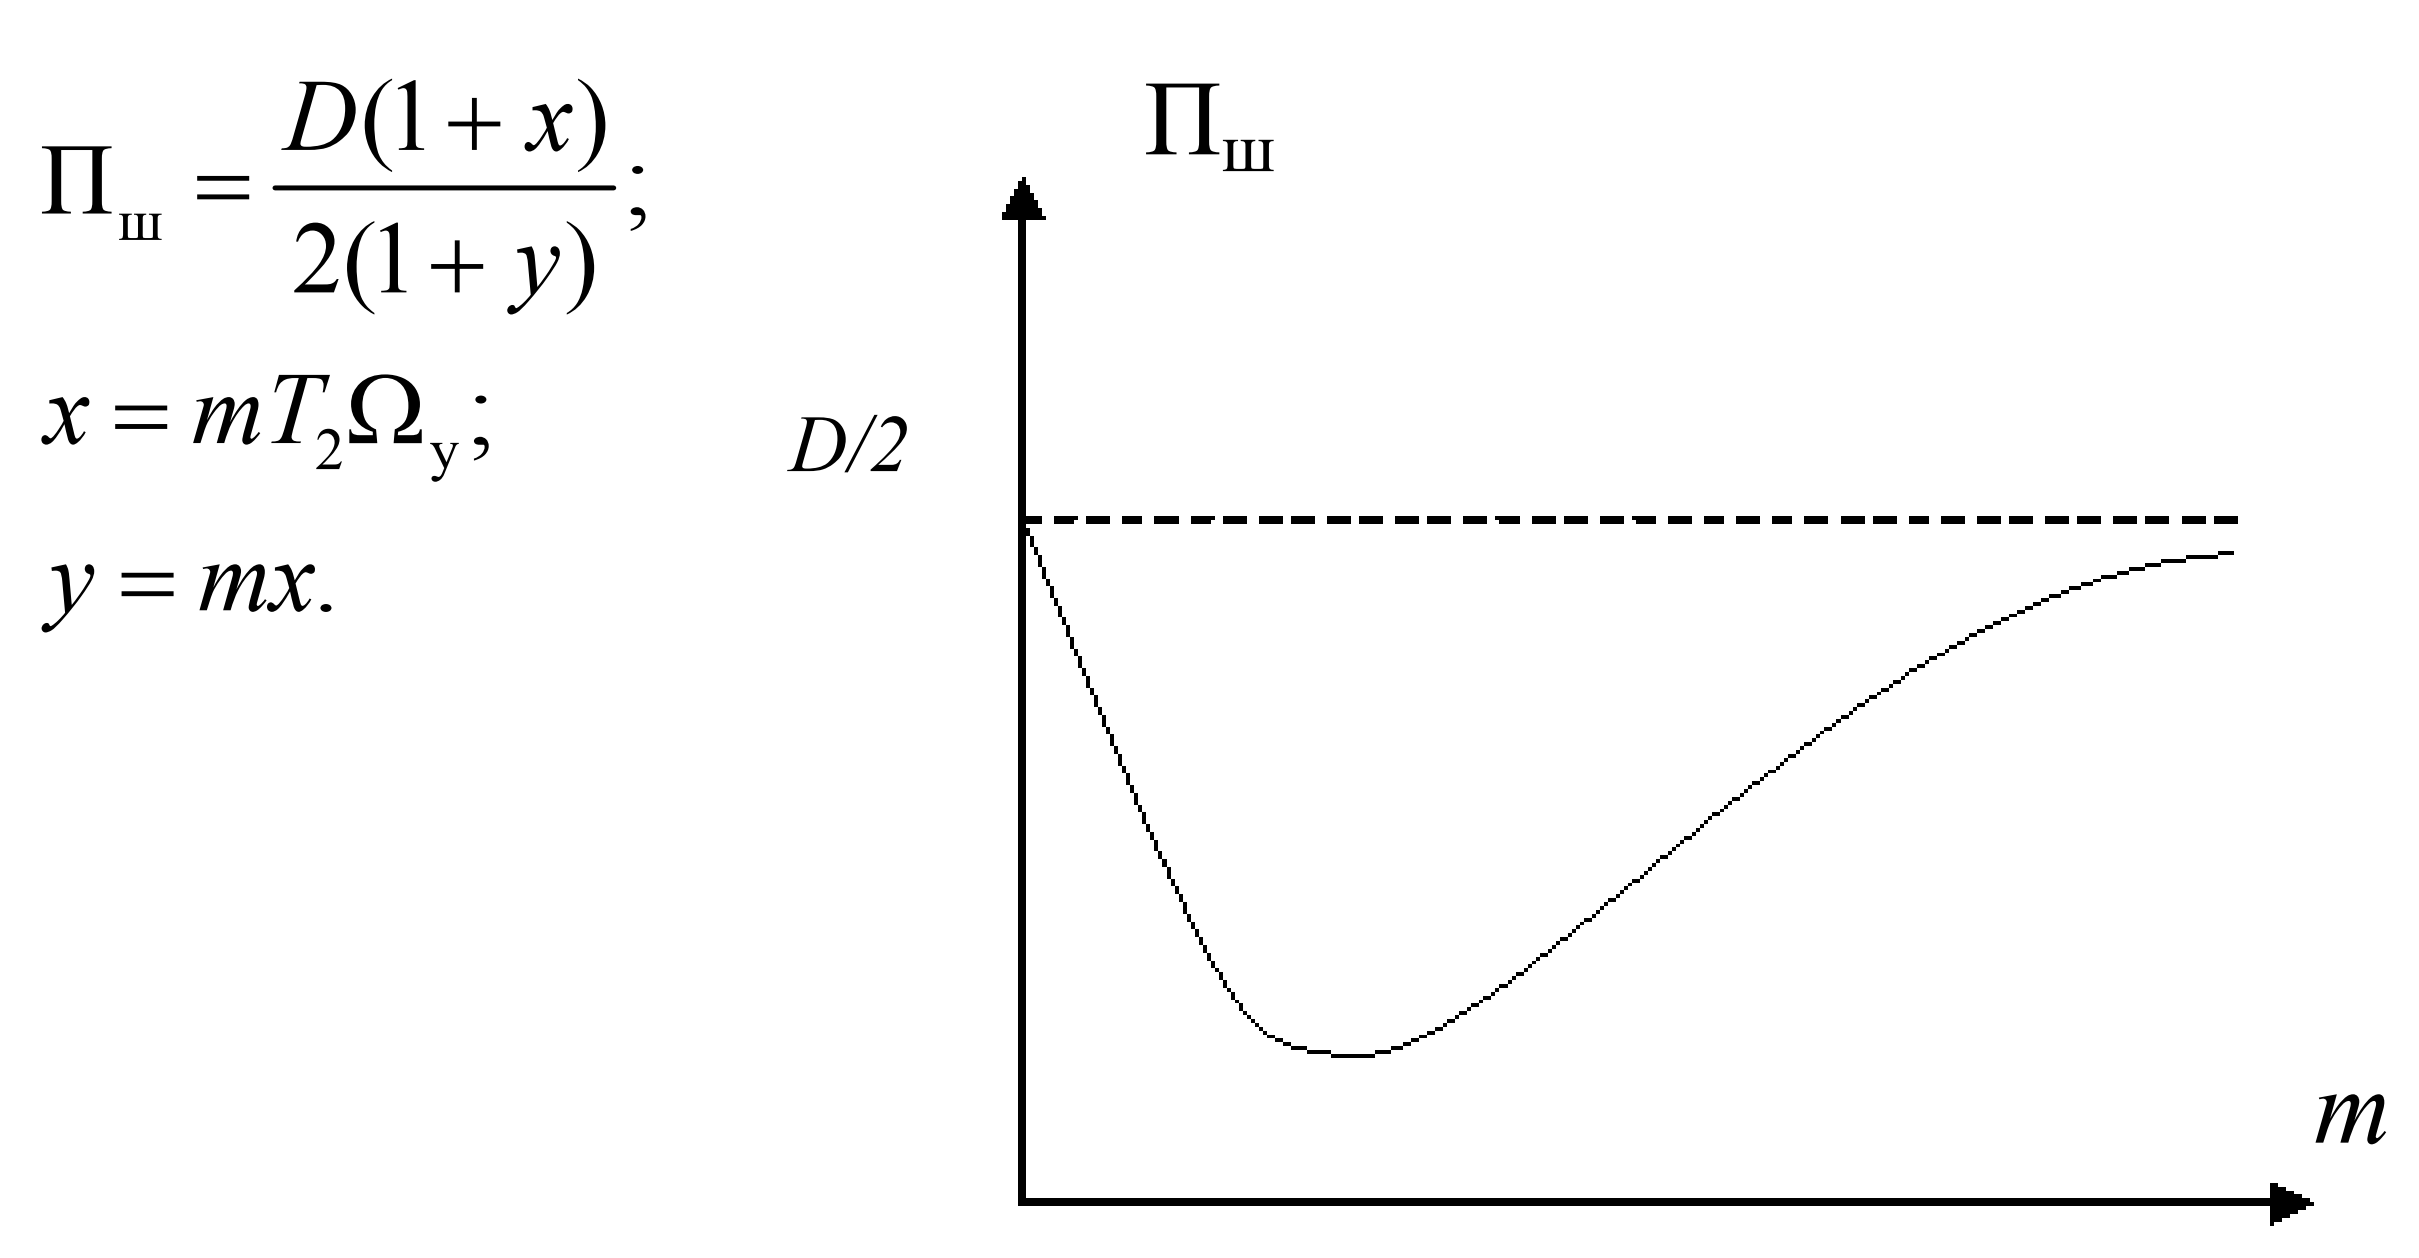 Пш = D(1 + x) / 2(1 + y);
x = mT₂Ωу;
y = mx.
Пш
D/2
m